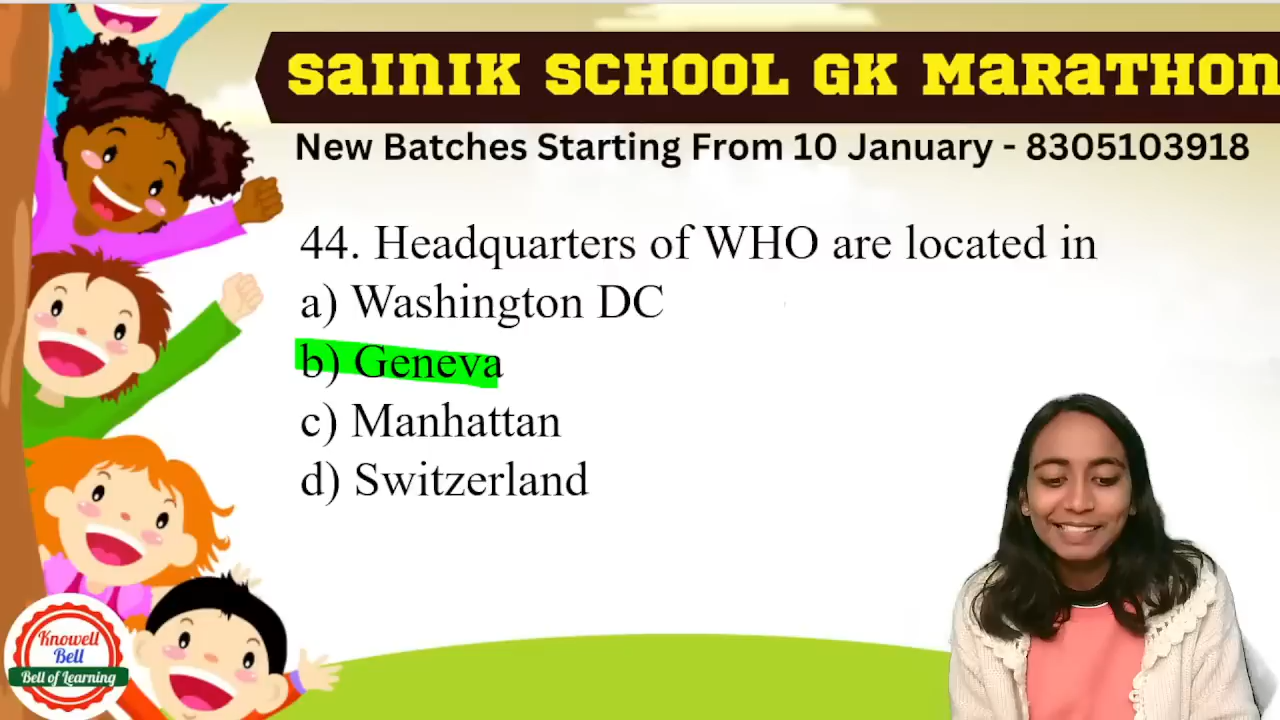 SAINIK SCHOOL GK MARATHON
New Batches Starting From 10 January - 8305103918
44. Headquarters of WHO are located in
a) Washington DC
b) Geneva
c) Manhattan
d) Switzerland
Knowell
Bell
Bell of Learning